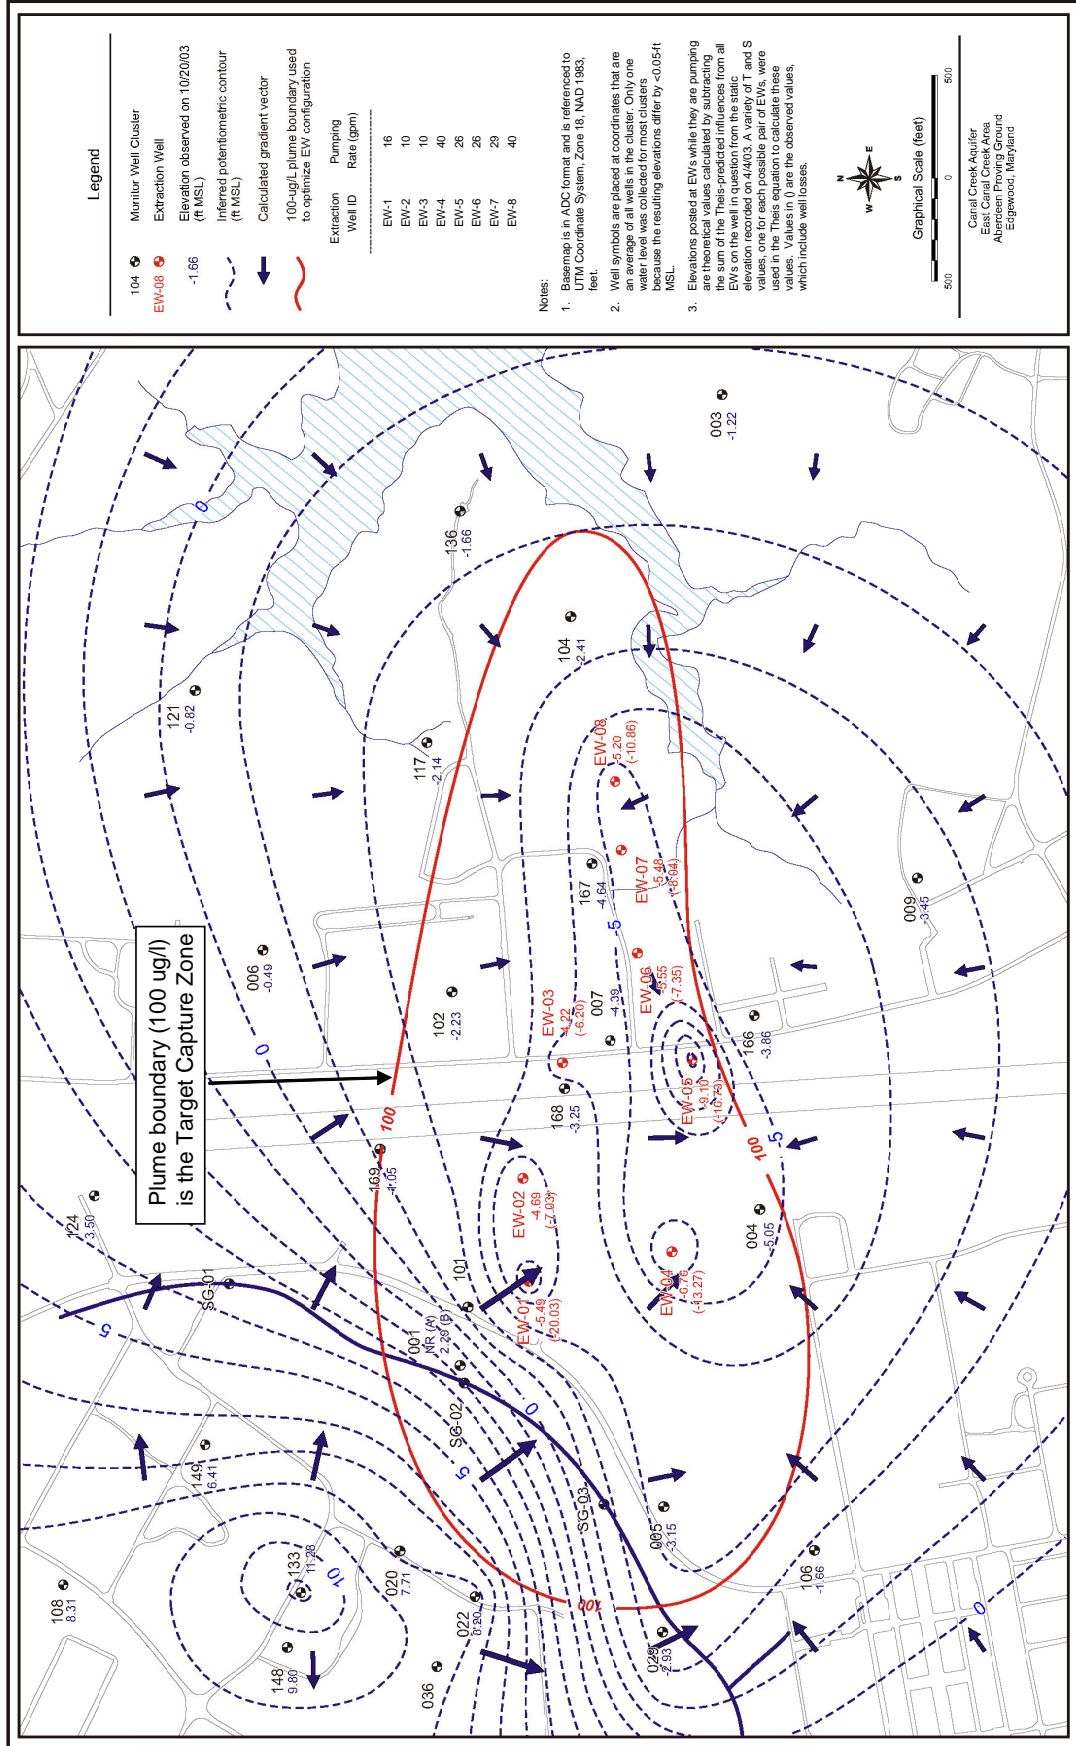 Legend
104 Munitor Well Cluster
EW-08 Extraction Well
-1.66 Elevation observed on 10/20/03
(ft MSL)
Inferred potentiometric contour
(ft MSL)
Calculated gradient vector
100-ug/L plume boundary used
to optimize EW configuration
Extraction Pumping
Well ID Rate (gpm)
EW-1 16
EW-2 10
EW-3 10
EW-4 40
EW-5 26
EW-6 26
EW-7 29
EW-8 40
Notes:
1. Basemap is in ADC format and is referenced to
UTM Coordinate System, Zone 18, NAD 1983,
feet.
2. Well symbols are placed at coordinates that are
an average of all wells in the cluster. Only one
water level was collected for most clusters
because the resulting elevations differ by <0.05-ft
MSL.
3. Elevations posted at EWs while they are pumping
are theoretical values calculated by subtracting
the sum of the Theis-predicted influences from all
EWs on the well in question from the static
elevation recorded on 4/4/03. A variety of T and S
values, one for each possible pair of EWs, were
used in the Theis equation to calculate these
values. Values in () are the observed values,
which include well losses.
N
W E
S
Graphical Scale (feet)
500 0 500
Canal Creek Aquifer
East Canal Creek Area
Aberdeen Proving Ground
Edgewood, Maryland
Plume boundary (100 ug/l)
is the Target Capture Zone
108
8.31
124
3.50
121
-0.82
149
6.41
SG-01
006
-0.49
0
0
5
148
9.80
133
11.28
10
020
7.71
169
-1.05
100
117
-2.14
036
022
8.20
001
NR (A)
2.29 (B)
101
102
-2.23
136
-1.66
SG-02
5
0
EW-01
-5.49
(-20.03)
EW-02
-4.69
(-7.03)
EW-03
-4.22
(-6.20)
168
-3.25
167
-4.64
104
-2.41
100
SG-03
007
-4.39
-5
EW-08
-5.20
(-10.86)
029
-2.93
005
-3.15
EW-04
-6.76
(-13.27)
EW-05
-9.10
(-16.79)
EW-06
-5.55
(-7.35)
EW-07
-5.48
(-8.04)
003
-1.22
106
-1.66
004
-5.05
100
-5
166
-3.86
009
-3.45
0